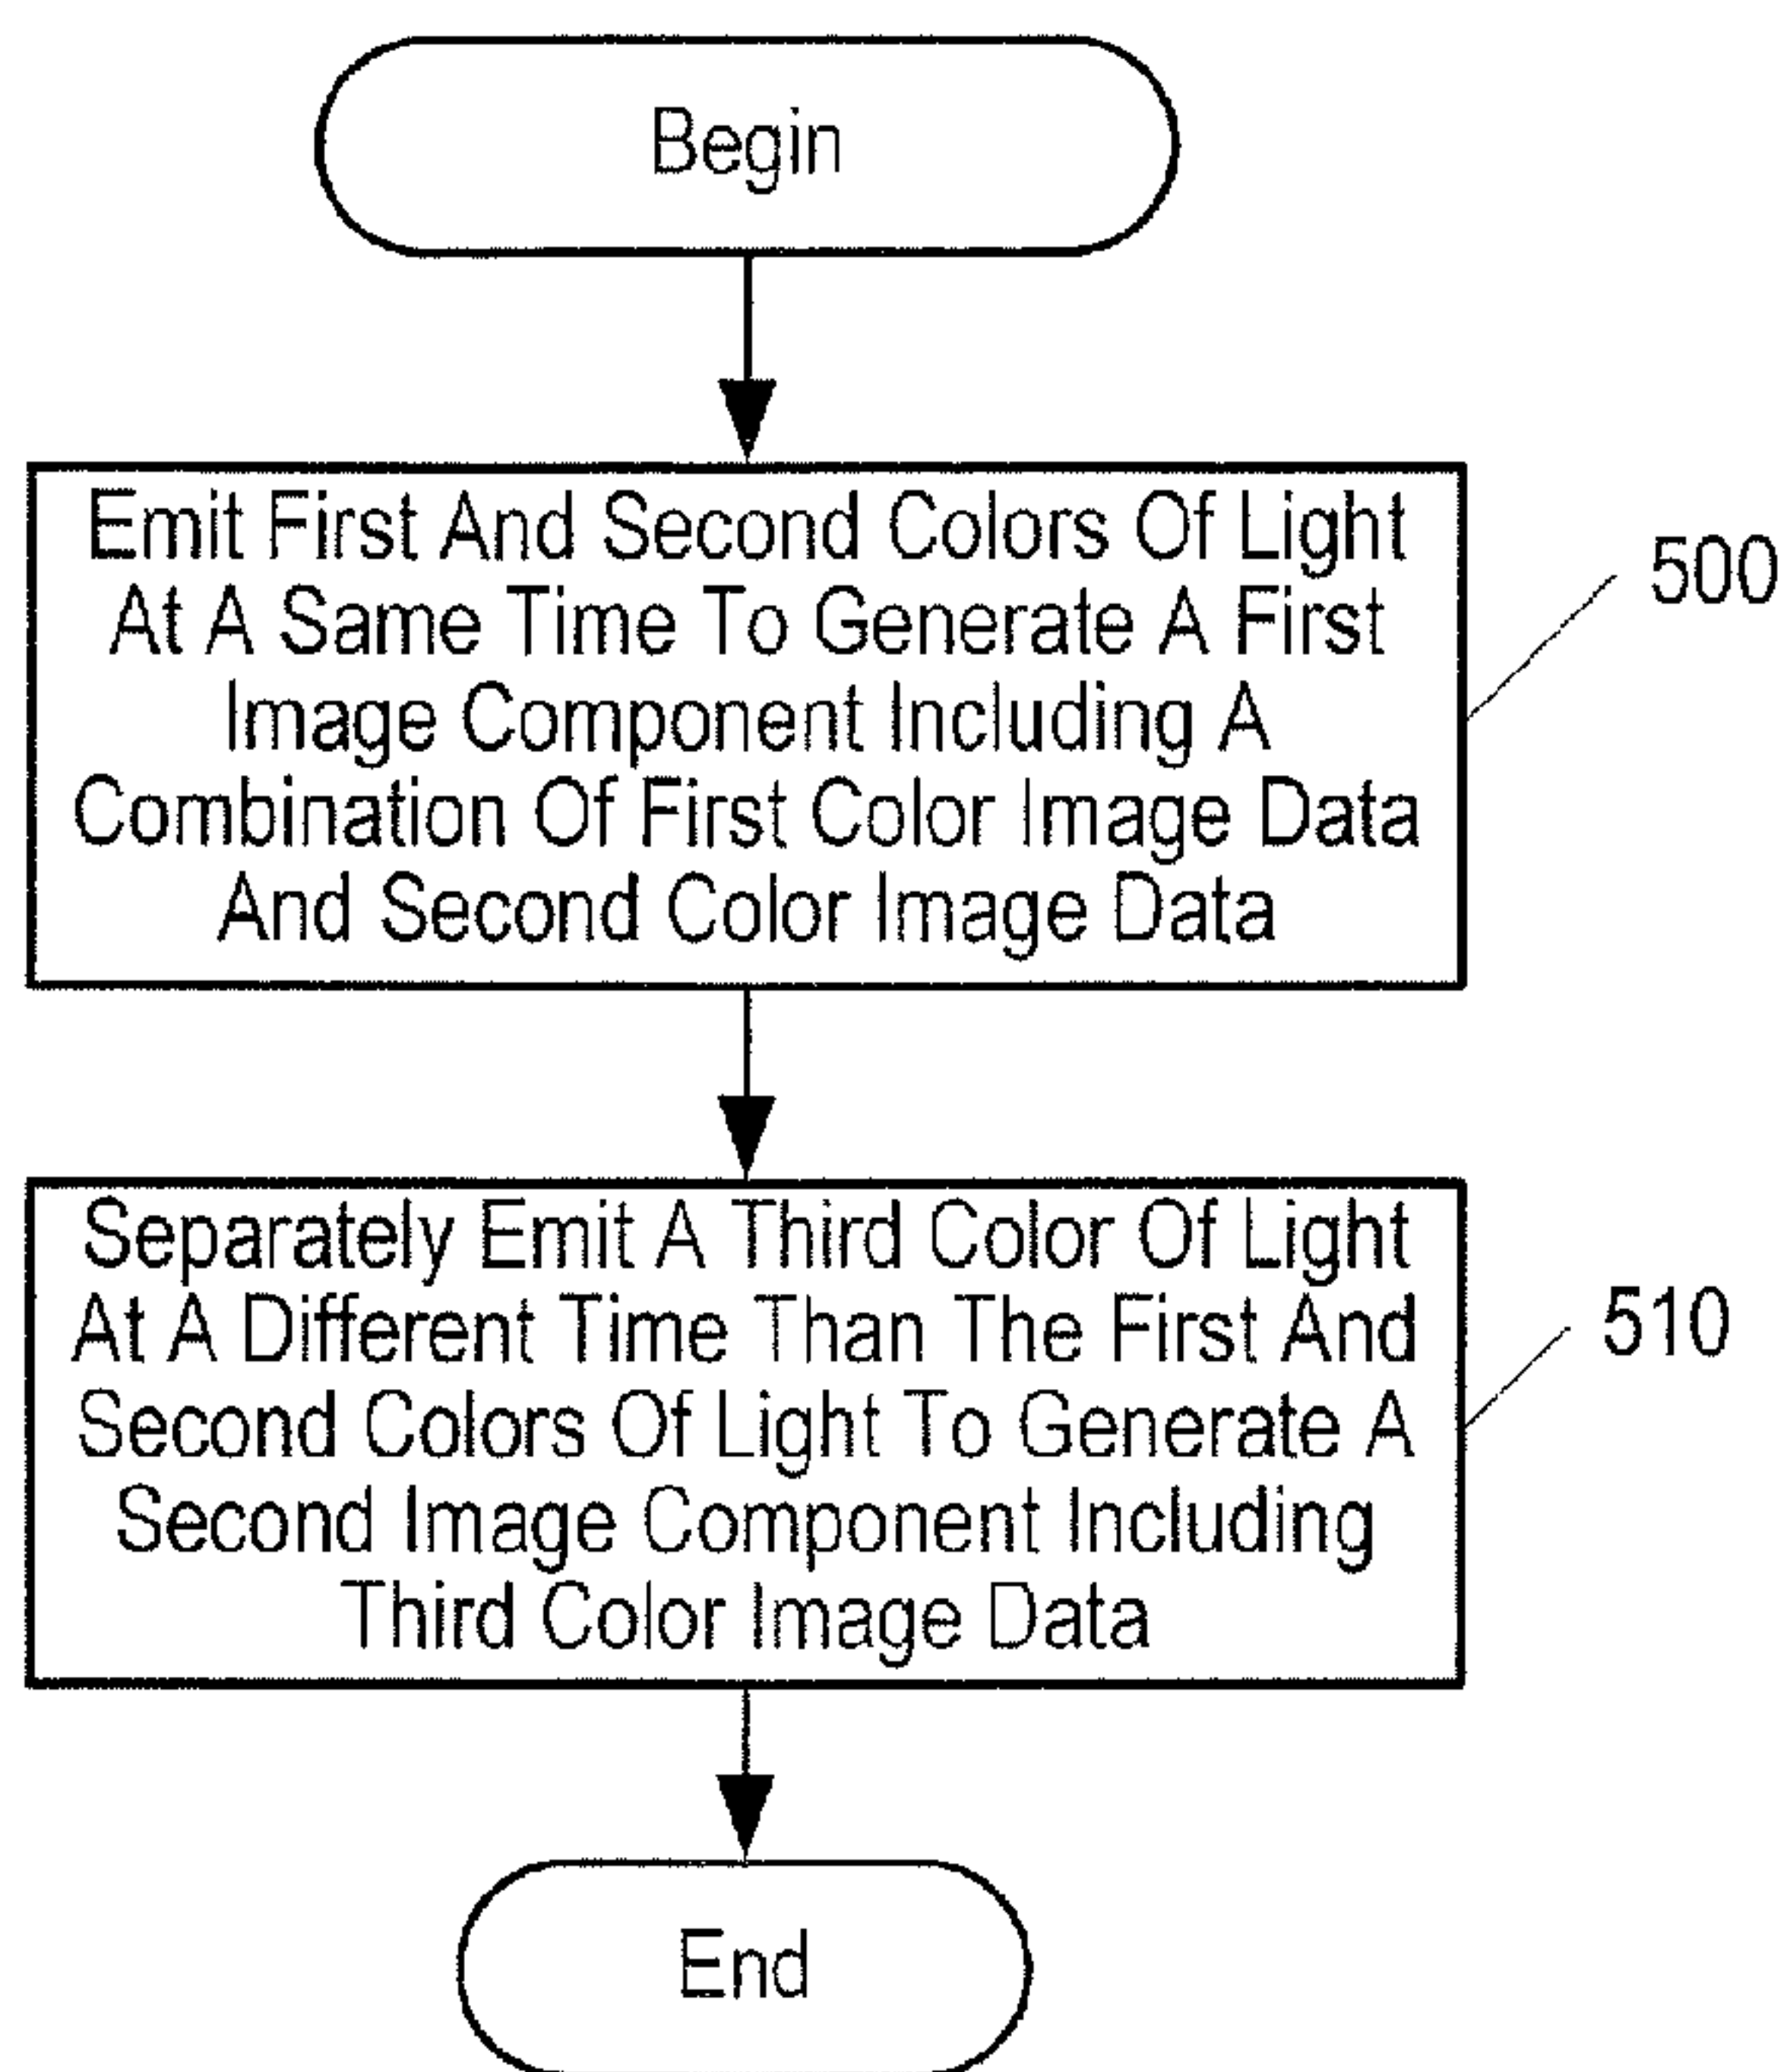 Begin
Emit First And Second Colors Of Light
At A Same Time To Generate A First
Image Component Including A
Combination Of First Color Image Data
And Second Color Image Data
500
Separately Emit A Third Color Of Light
At A Different Time Than The First And
Second Colors Of Light To Generate A
Second Image Component Including
Third Color Image Data
510
End